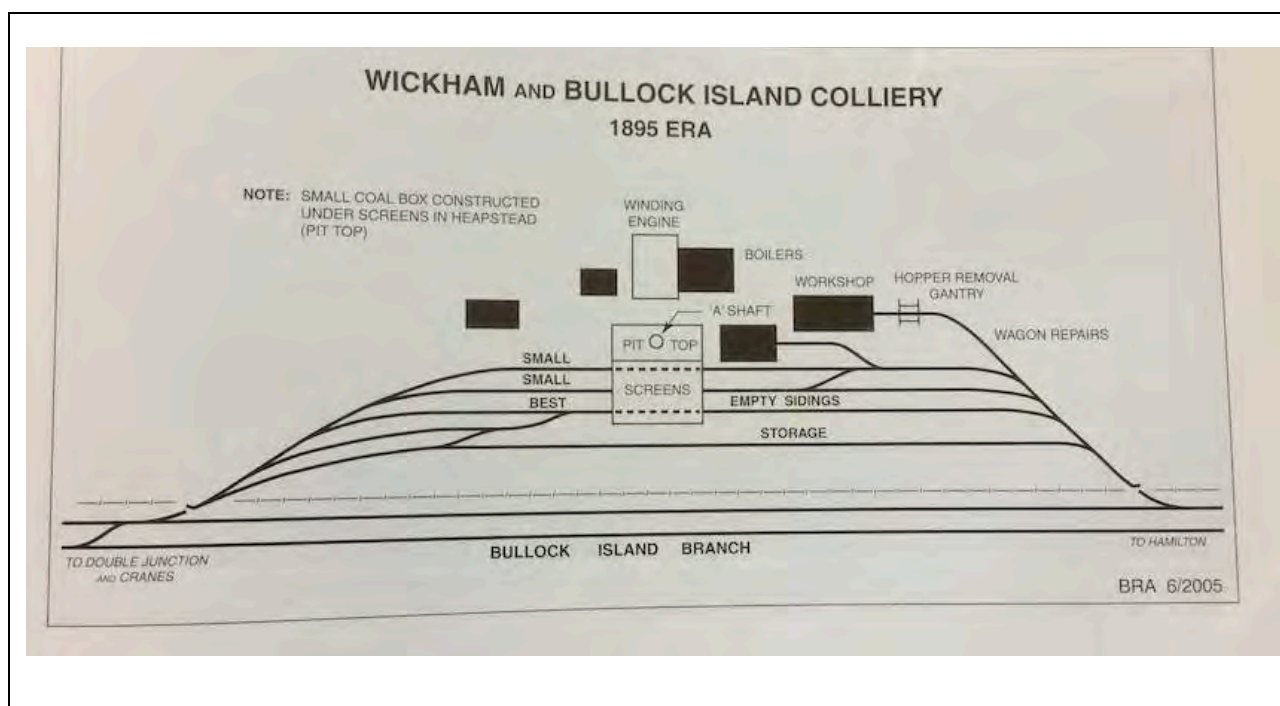 WICKHAM AND BULLOCK ISLAND COLLIERY
1895 ERA
NOTE: SMALL COAL BOX CONSTRUCTED
UNDER SCREENS IN HEAPSTEAD
(PIT TOP)
WINDING
ENGINE
BOILERS
WORKSHOP
HOPPER REMOVAL
GANTRY
'A' SHAFT
WAGON REPAIRS
PIT TOP
SMALL
SMALL
SCREENS
BEST
EMPTY SIDINGS
STORAGE
BULLOCK ISLAND BRANCH
TO DOUBLE JUNCTION
AND CRANES
TO HAMILTON
BRA 6/2005